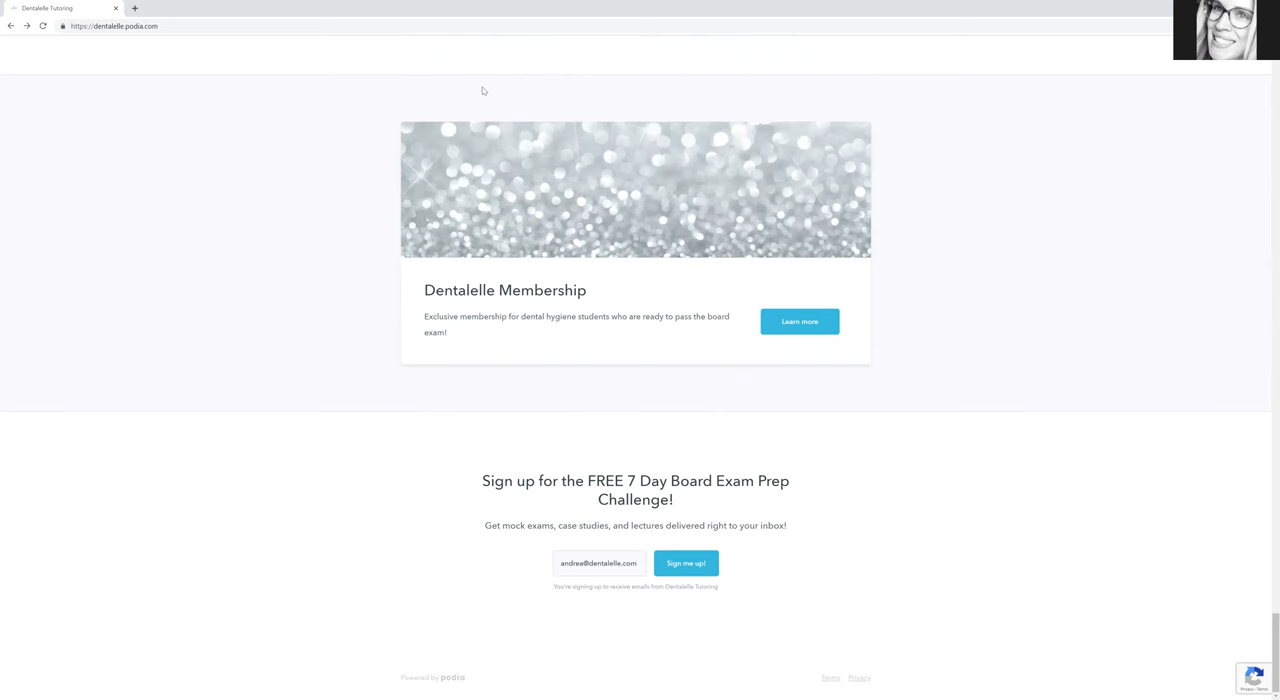 Dentalelle Tutoring
https://dentalelle.podia.com
Dentalelle Membership
Exclusive membership for dental hygiene students who are ready to pass the board
exam!
Learn more
Sign up for the FREE 7 Day Board Exam Prep
Challenge!
Get mock exams, case studies, and lectures delivered right to your inbox!
andrea@dentalelle.com
Sign me up!
You're signing up to receive emails from Dentalelle Tutoring
Powered by podia
Terms
Privacy
Privacy - Terms